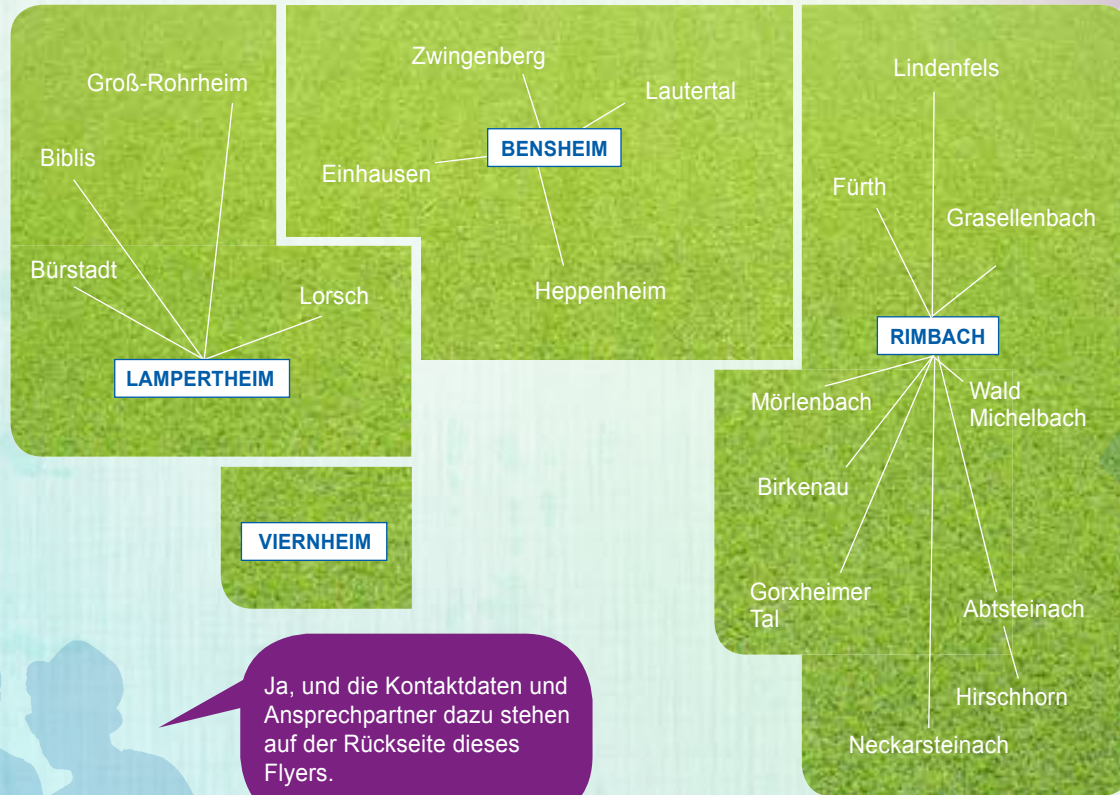 Groß-Rohrheim
Biblis
Bürstadt
Lorsch
LAMPERTHEIM
Zwingenberg
Lautertal
BENSHEIM
Einhausen
Heppenheim
Lindenfels
Fürth
Grasellenbach
RIMBACH
Mörlenbach
Wald
Michelbach
Birkenau
Gorxheimer
Tal
Abtsteinach
Hirschhorn
Neckarsteinach
VIERNHEIM
Ja, und die Kontaktdaten und
Ansprechpartner dazu stehen
auf der Rückseite dieses
Flyers.